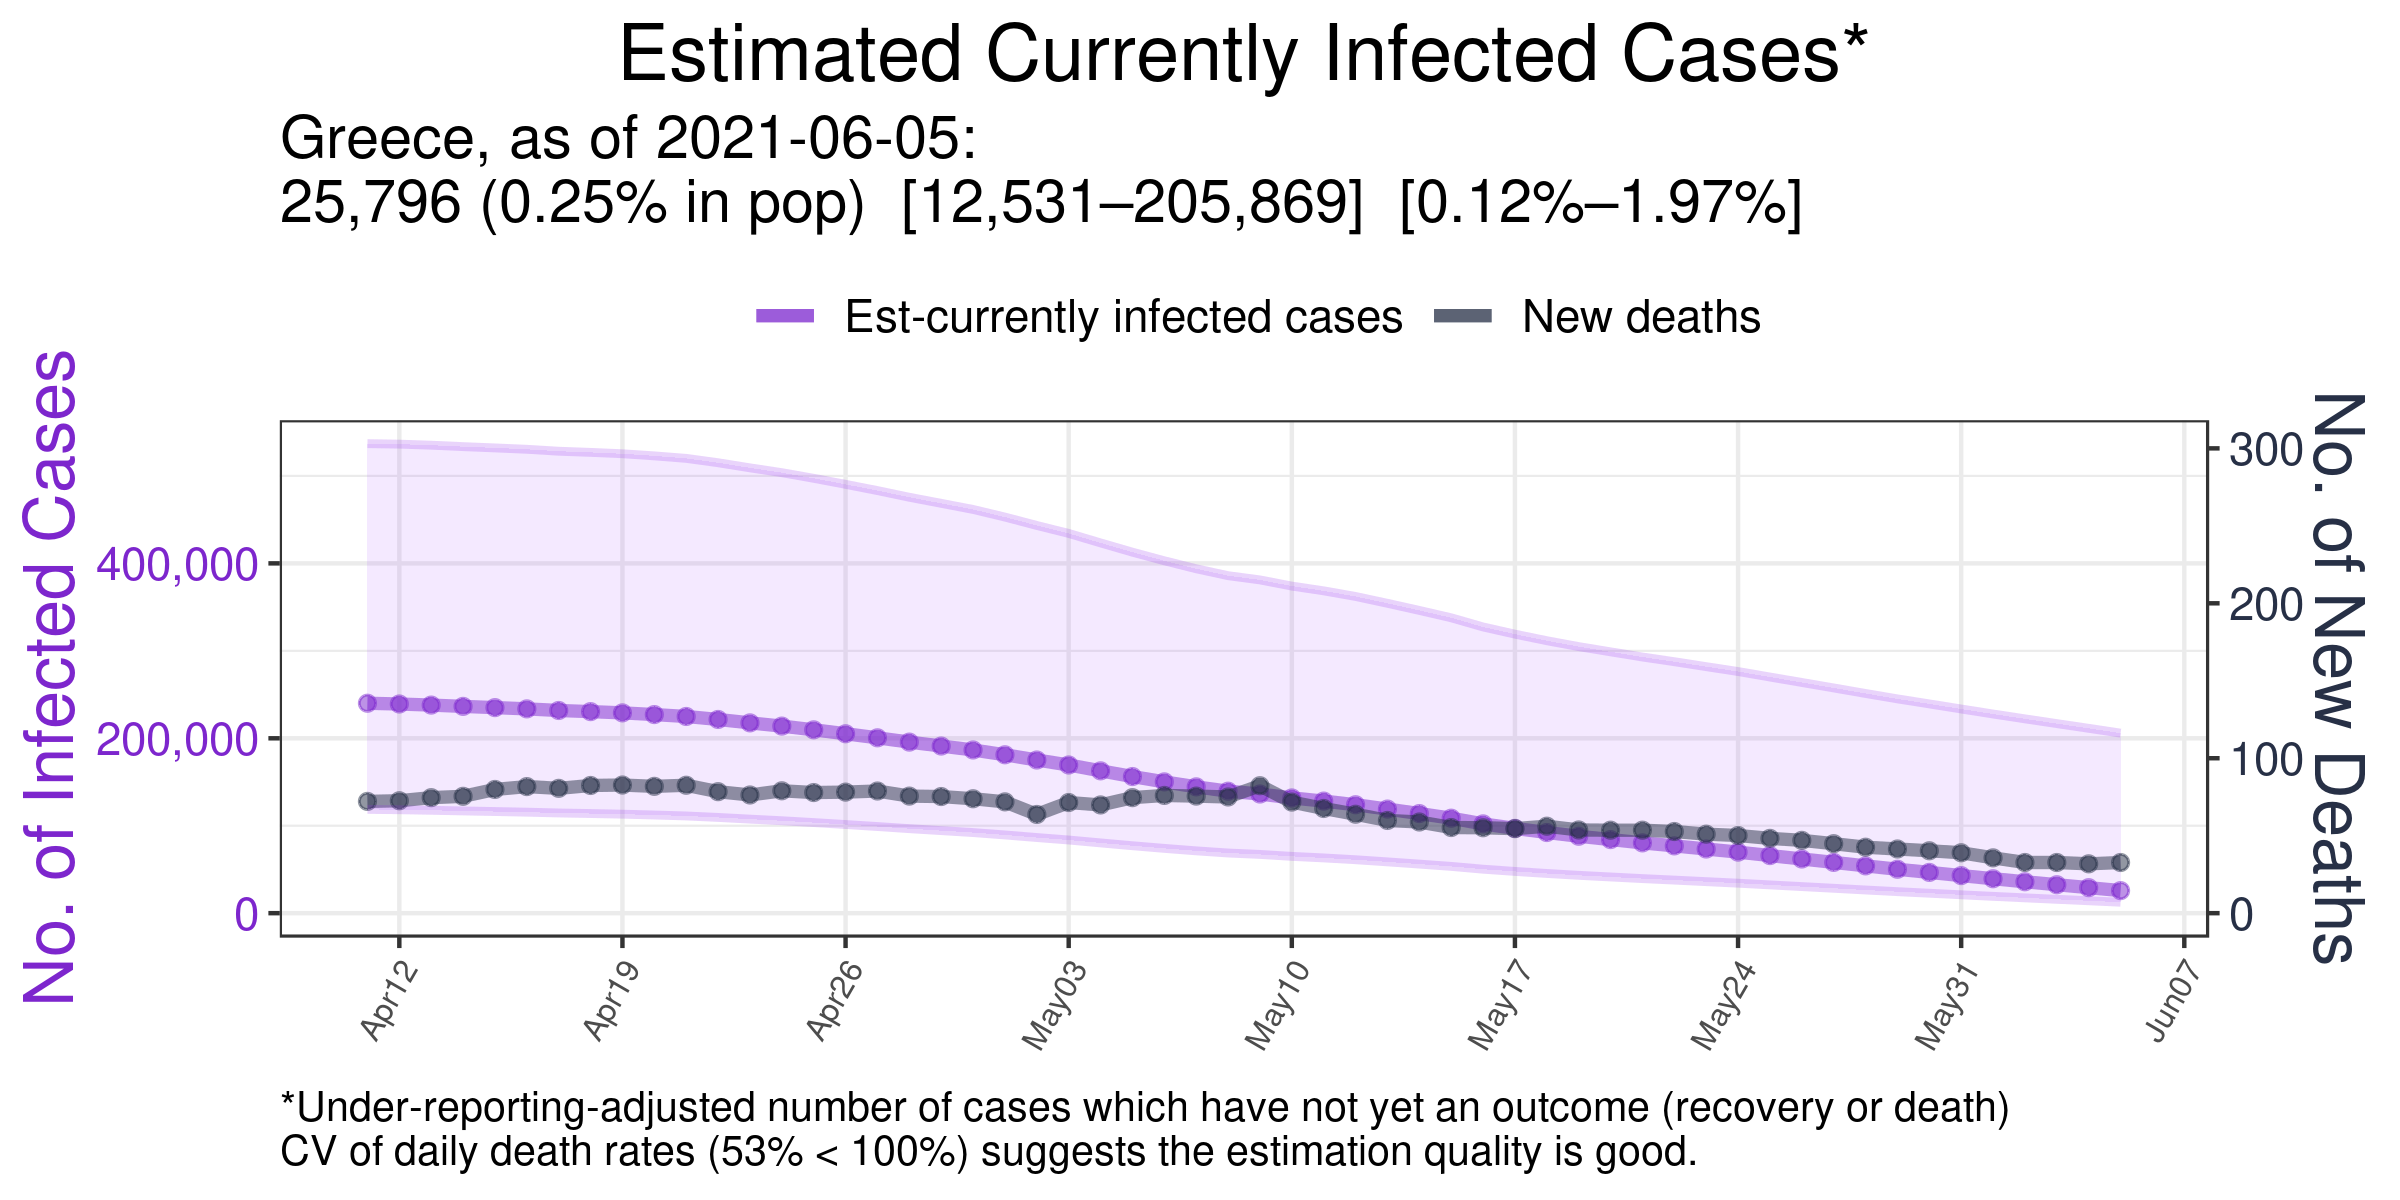 Estimated Currently Infected Cases*
Greece, as of 2021-06-05:
25,796 (0.25% in pop) [12,531–205,869] [0.12%–1.97%]
Est-currently infected cases New deaths
No. of Infected Cases
400,000
200,000
0
300
200
100
0
No. of New Deaths
Apr12 Apr19 Apr26 May03 May10 May17 May24 May31 Jun07
*Under-reporting-adjusted number of cases which have not yet an outcome (recovery or death)
CV of daily death rates (53% < 100%) suggests the estimation quality is good.